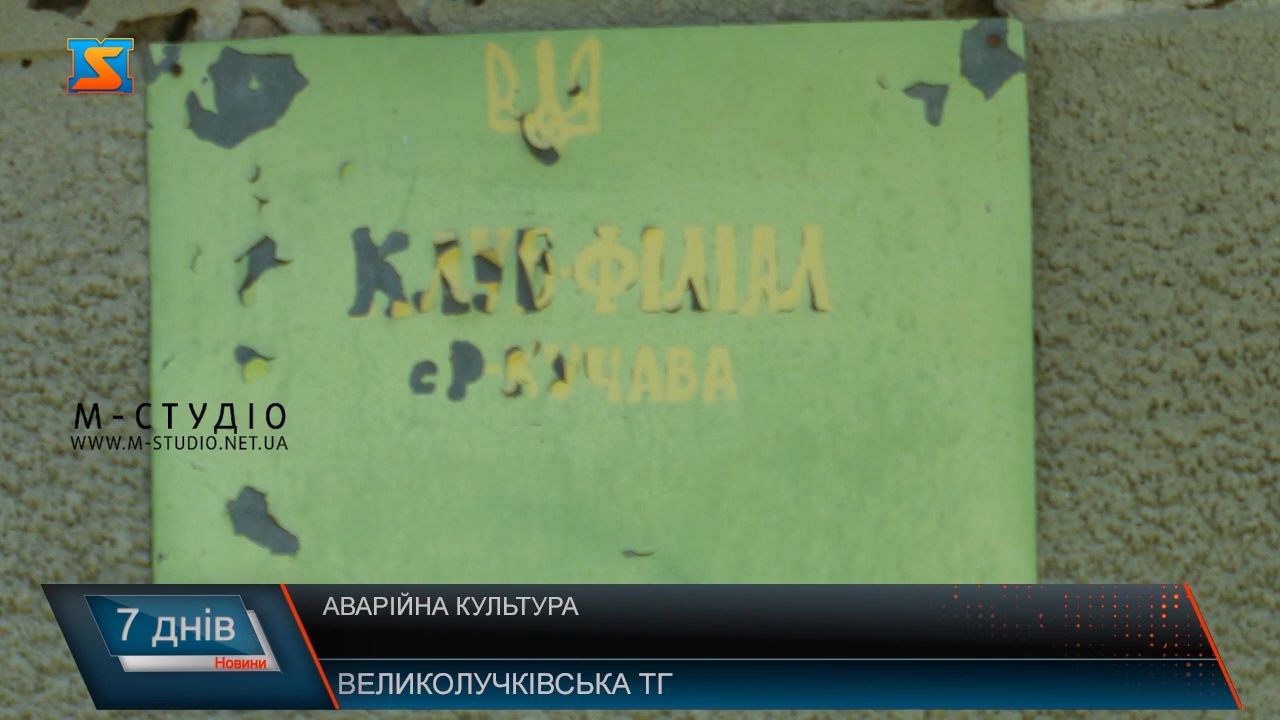 КЛУБ-ФІЛІАЛ
с Р-КУЧАВА
М-СТУДІО
WWW.M-STUDIO.NET.UA
7 днів
Новини
АВАРІЙНА КУЛЬТУРА
ВЕЛИКОЛУЧКІВСЬКА ТГ